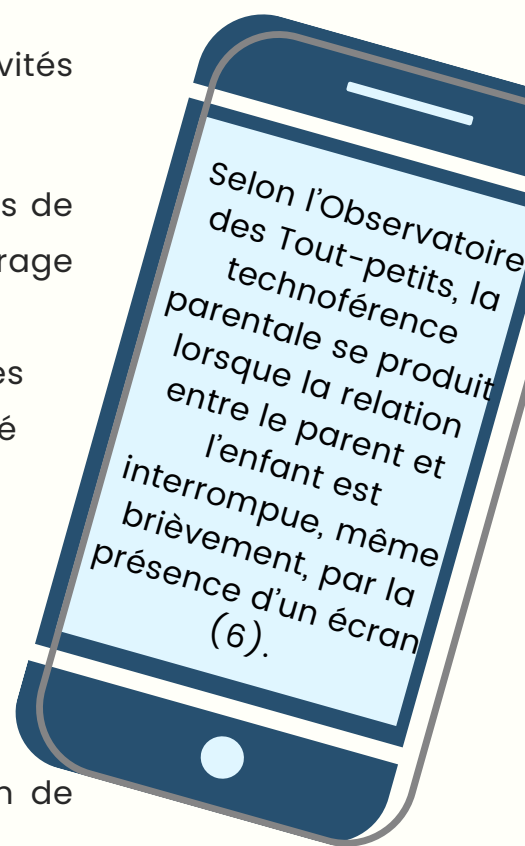 vités
s de
rage
es
é
n de
Selon l’Observatoire
des Tout-petits, la
technoférence
parentale se produit
lorsque la relation
entre le parent et
l’enfant est
interrompue, même
brièvement, par la
présence d’un écran
(6).